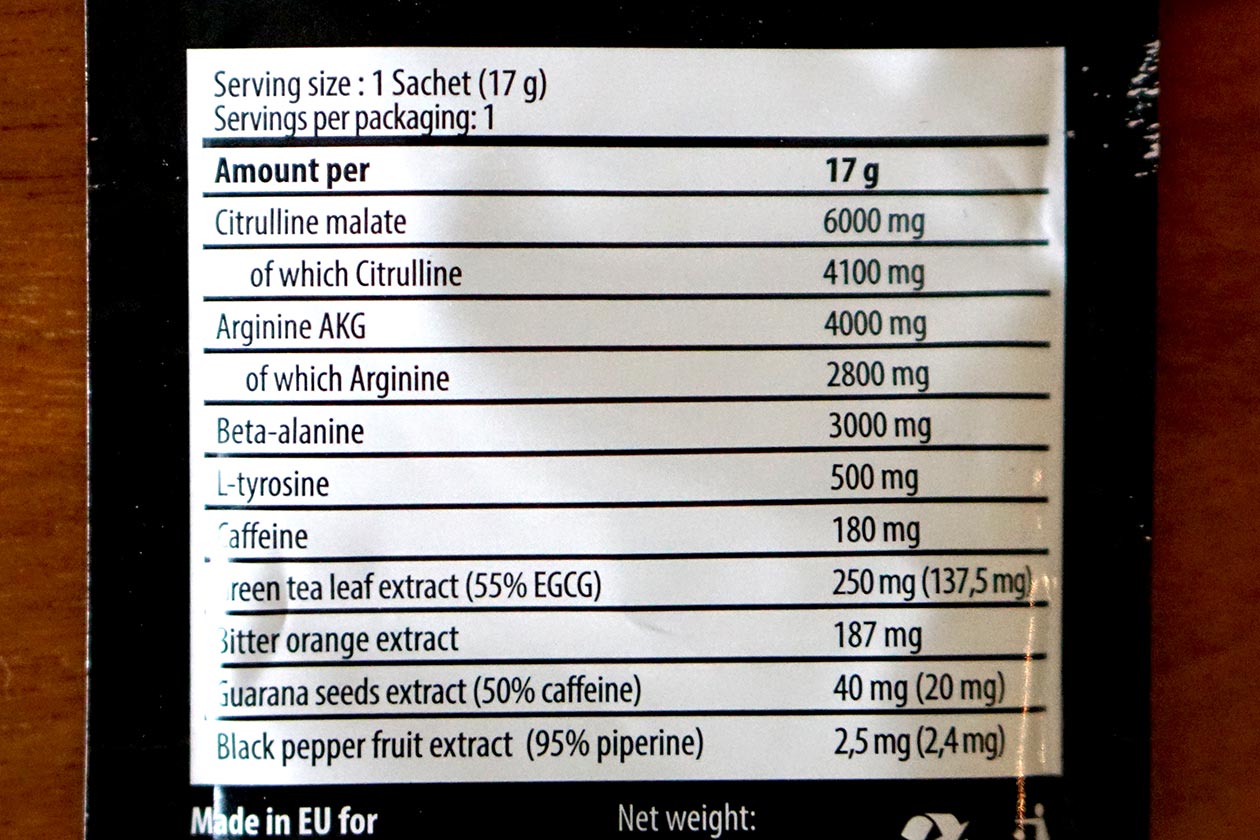 Serving size : 1 Sachet (17 g)
Servings per packaging: 1
Amount per 17 g
Citrulline malate 6000 mg
of which Citrulline 4100 mg
Arginine AKG 4000 mg
of which Arginine 2800 mg
Beta-alanine 3000 mg
L-tyrosine 500 mg
Caffeine 180 mg
Green tea leaf extract (55% EGCG) 250 mg (137,5 mg)
Bitter orange extract 187 mg
Guarana seeds extract (50% caffeine) 40 mg (20 mg)
Black pepper fruit extract (95% piperine) 2,5 mg (2,4 mg)
Made in EU for Net weight: